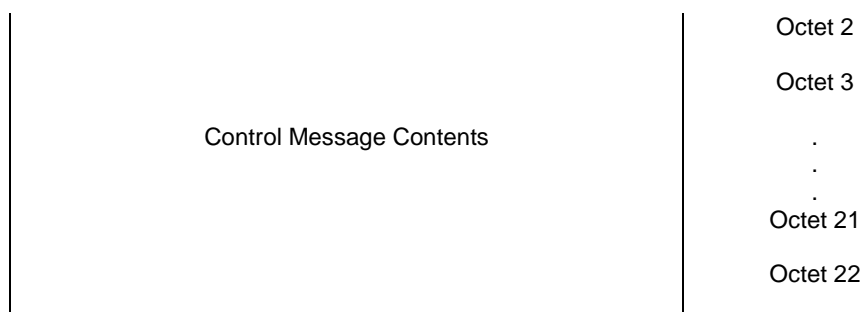 Octet 2
Octet 3
Control Message Contents
.
.
.
Octet 21
Octet 22